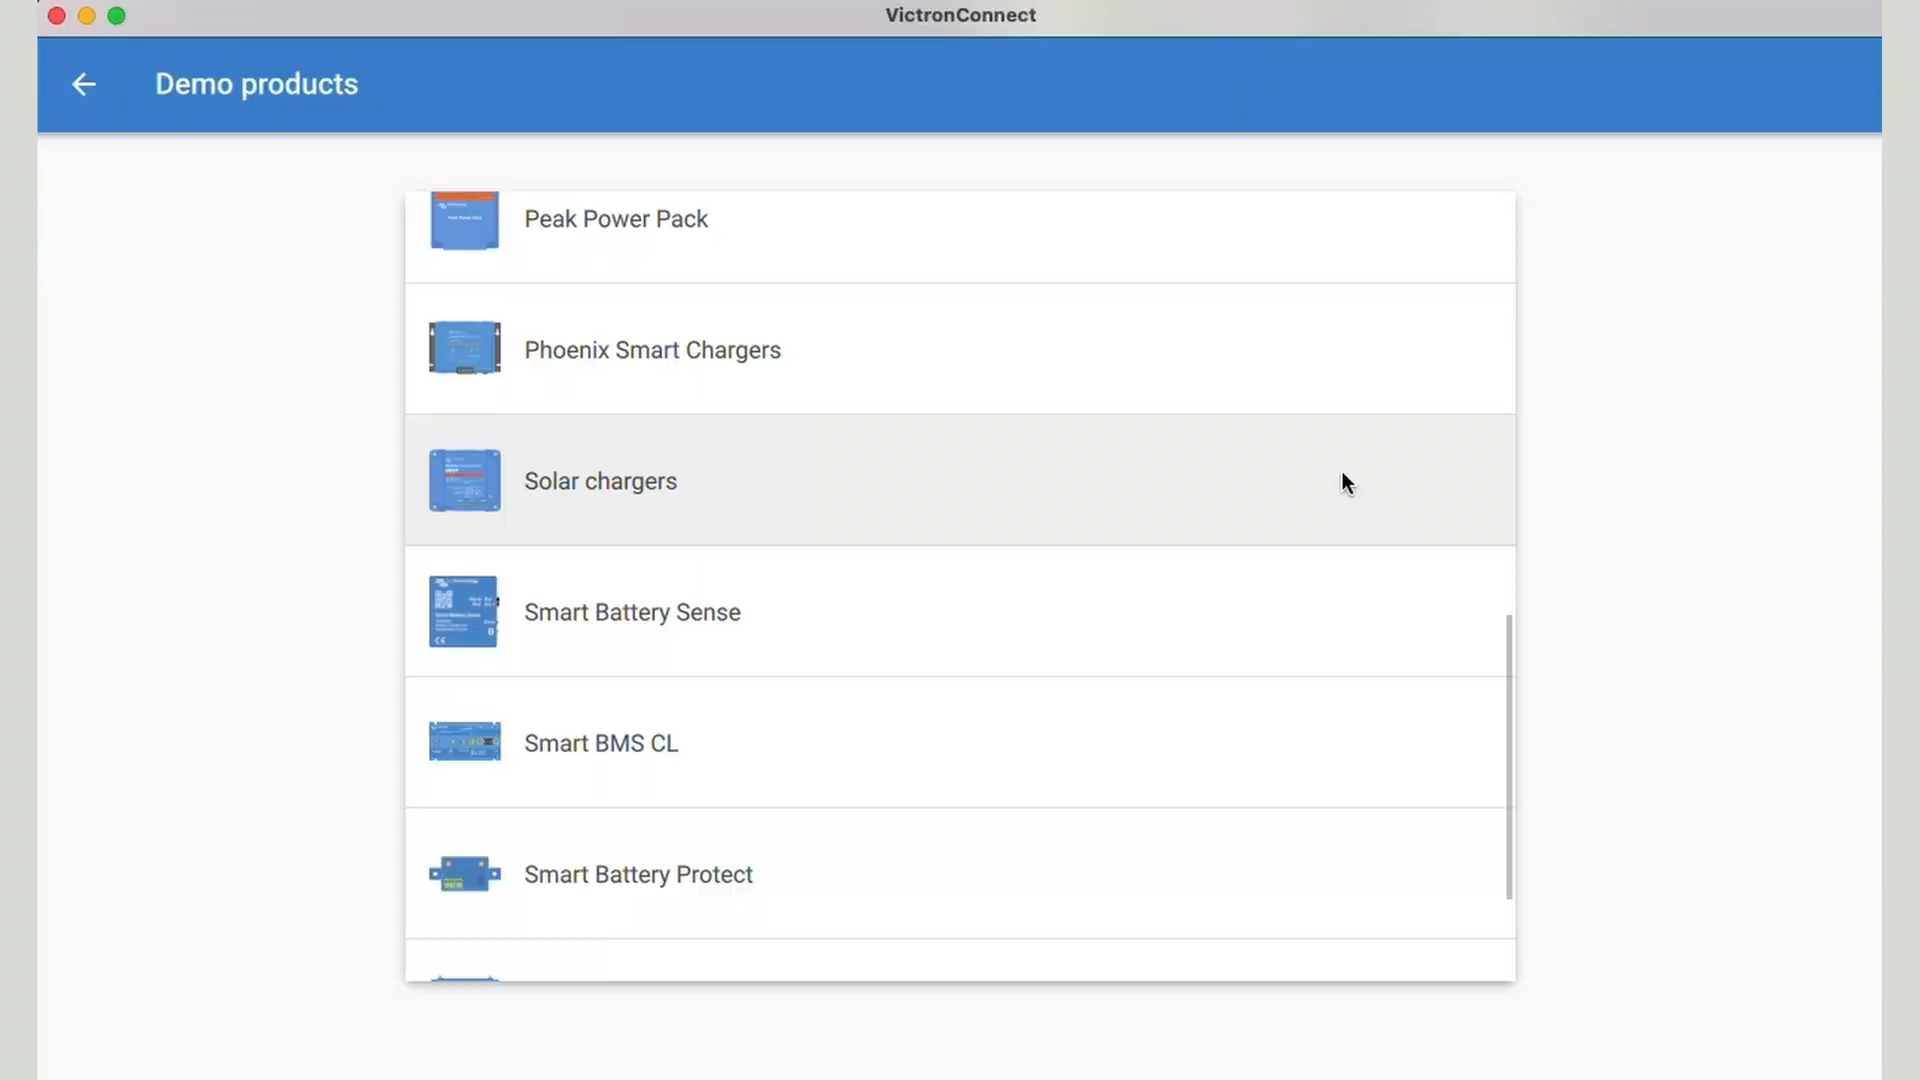 VictronConnect
Demo products
Peak Power Pack
Phoenix Smart Chargers
Solar chargers
Smart Battery Sense
Smart BMS CL
Smart Battery Protect